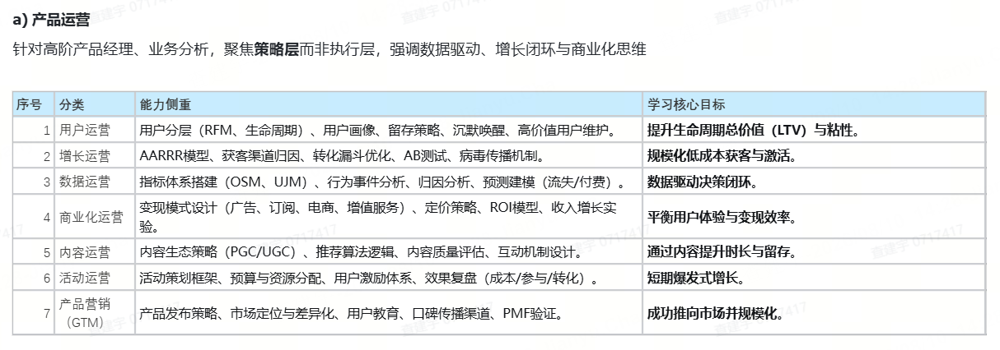 a) 产品运营
针对高阶产品经理、业务分析，聚焦策略层而非执行层，强调数据驱动、增长闭环与商业化思维
序号 分类 能力侧重 学习核心目标
1 用户运营 用户分层（RFM、生命周期）、用户画像、留存策略、沉默唤醒、高价值用户维护。 提升生命周期总价值（LTV）与粘性。
2 增长运营 AARRR模型、获客渠道归因、转化漏斗优化、AB测试、病毒传播机制。 规模化低成本获客与激活。
3 数据运营 指标体系搭建（OSM、UJM）、行为事件分析、归因分析、预测建模（流失/付费）。 数据驱动决策闭环。
4 商业化运营 变现模式设计（广告、订阅、电商、增值服务）、定价策略、ROI模型、收入增长实
验。 平衡用户体验与变现效率。
5 内容运营 内容生态策略（PGC/UGC）、推荐算法逻辑、内容质量评估、互动机制设计。 通过内容提升时长与留存。
6 活动运营 活动策划框架、预算与资源分配、用户激励体系、效果复盘（成本/参与/转化）。 短期爆发式增长。
7 产品营销
（GTM） 产品发布策略、市场定位与差异化、用户教育、口碑传播渠道、PMF验证。 成功推向市场并规模化。
查建宇 0717417